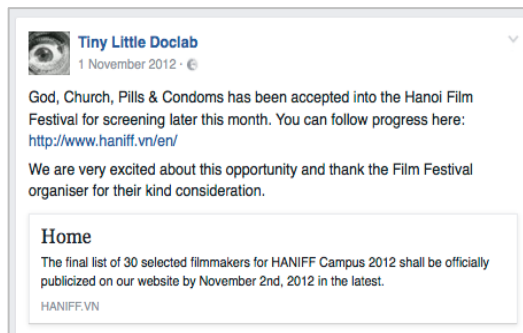 Tiny Little Doclab
1 November 2012 ·
God, Church, Pills & Condoms has been accepted into the Hanoi Film
Festival for screening later this month. You can follow progress here:
http://www.haniff.vn/en/
We are very excited about this opportunity and thank the Film Festival
organiser for their kind consideration.
Home
The final list of 30 selected filmmakers for HANIFF Campus 2012 shall be officially
publicized on our website by November 2nd, 2012 in the latest.
HANIFF.VN